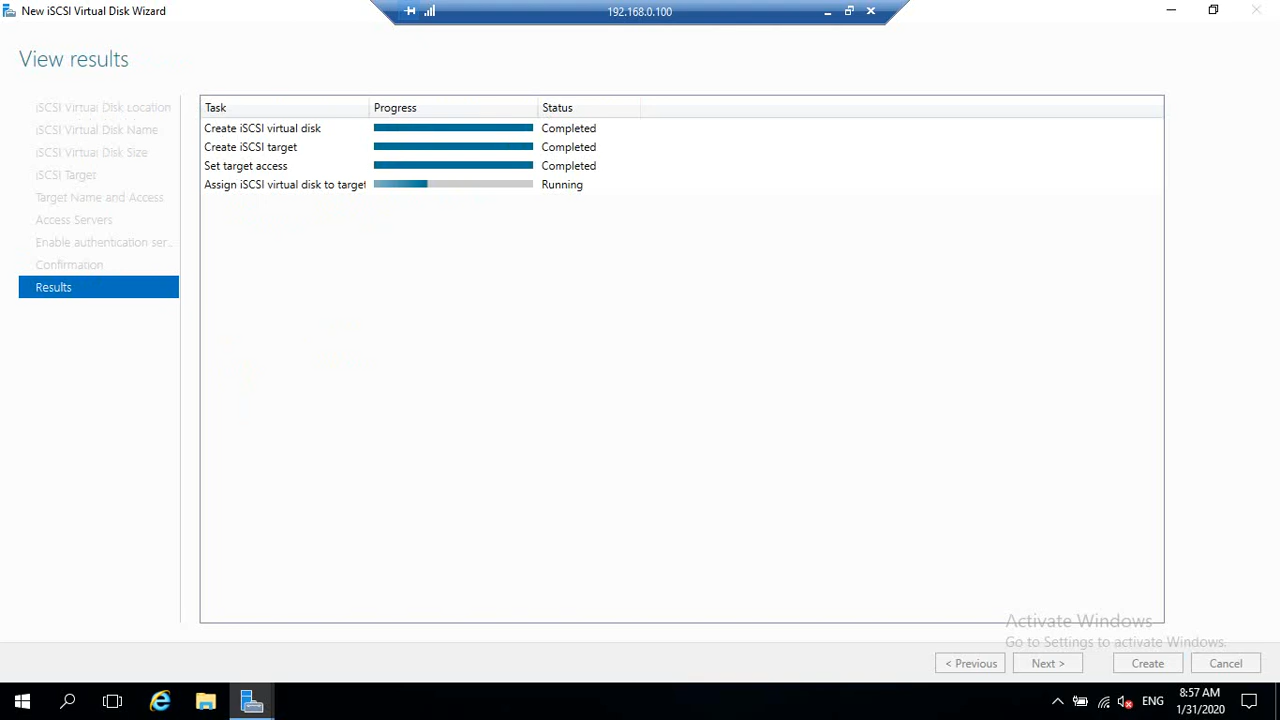 New iSCSI Virtual Disk Wizard
192.168.0.100
View results
iSCSI Virtual Disk Location
iSCSI Virtual Disk Name
iSCSI Virtual Disk Size
iSCSI Target
Target Name and Access
Access Servers
Enable authentication ser...
Confirmation
Results
Task Progress Status
Create iSCSI virtual disk Completed
Create iSCSI target Completed
Set target access Completed
Assign iSCSI virtual disk to target Running
Activate Windows
Go to Settings to activate Windows.
< Previous Next > Create Cancel
ENG
8:57 AM
1/31/2020